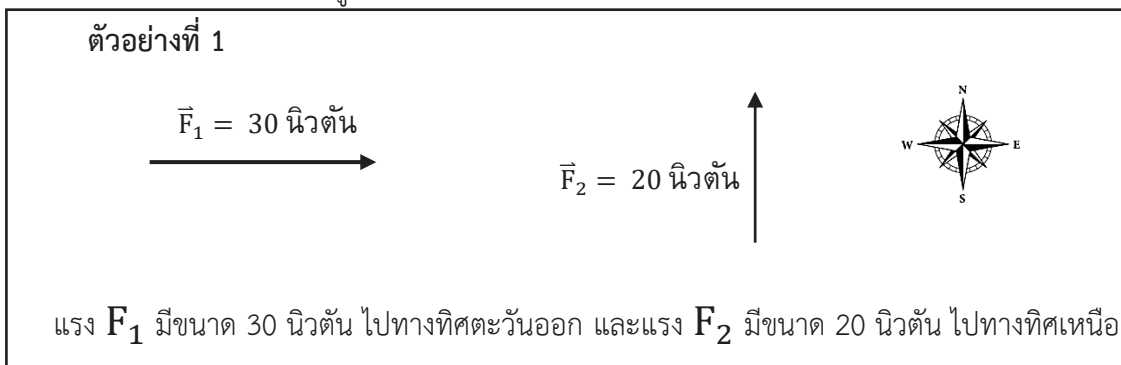 ตัวอย่างที่ 1
F⃗₁ = 30 นิวตัน
F⃗₂ = 20 นิวตัน
N
W E
S
แรง F₁ มีขนาด 30 นิวตัน ไปทางทิศตะวันออก และแรง F₂ มีขนาด 20 นิวตัน ไปทางทิศเหนือ